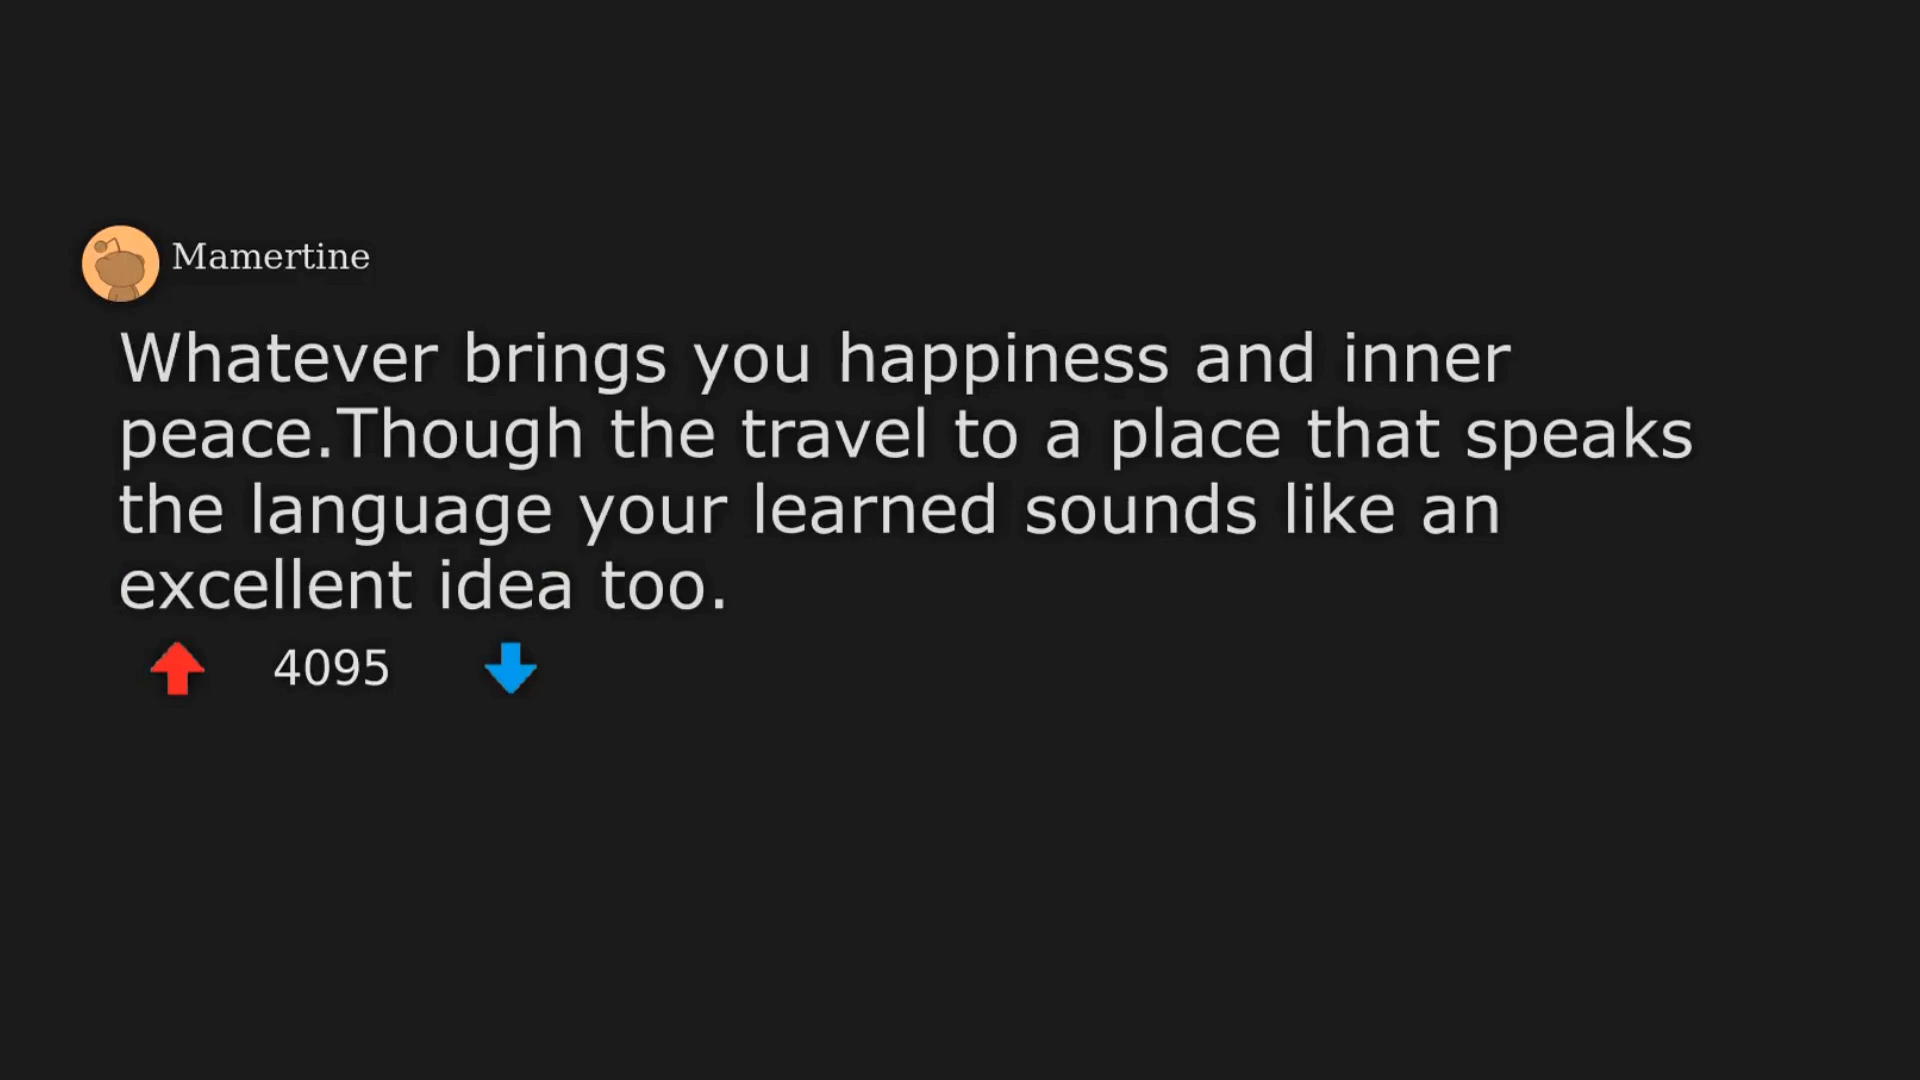 Mamertine
Whatever brings you happiness and inner
peace.Though the travel to a place that speaks
the language your learned sounds like an
excellent idea too.
4095